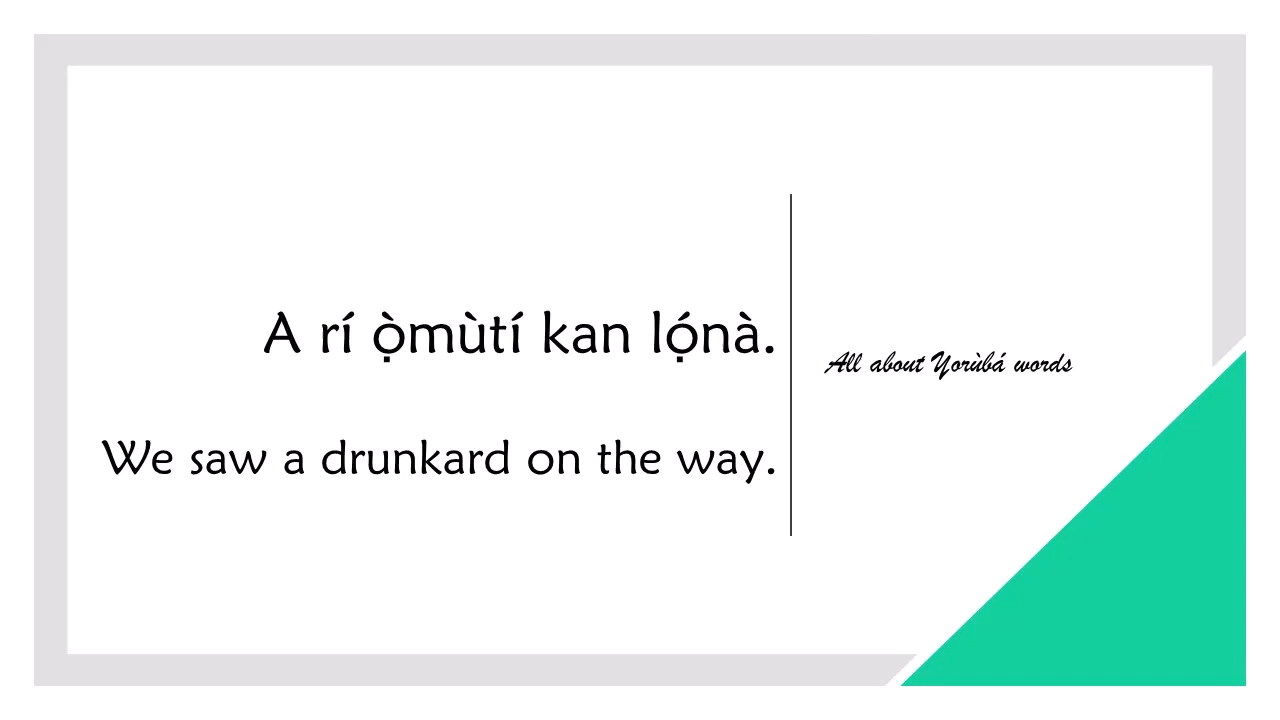 A rí ọ̀mùtí kan lọ́nà.
We saw a drunkard on the way.
All about Yorùbá words